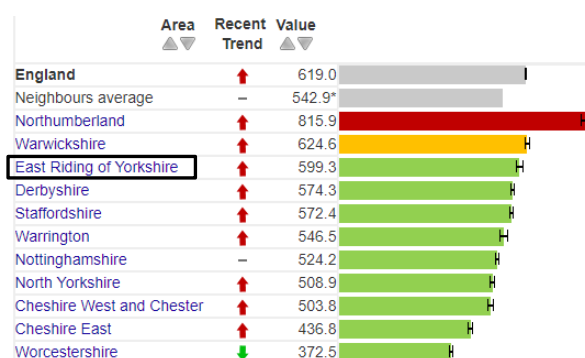 Area Recent Trend Value
England 619.0
Neighbours average – 542.9*
Northumberland 815.9
Warwickshire 624.6
East Riding of Yorkshire 599.3
Derbyshire 574.3
Staffordshire 572.4
Warrington 546.5
Nottinghamshire – 524.2
North Yorkshire 508.9
Cheshire West and Chester 503.8
Cheshire East 436.8
Worcestershire 372.5